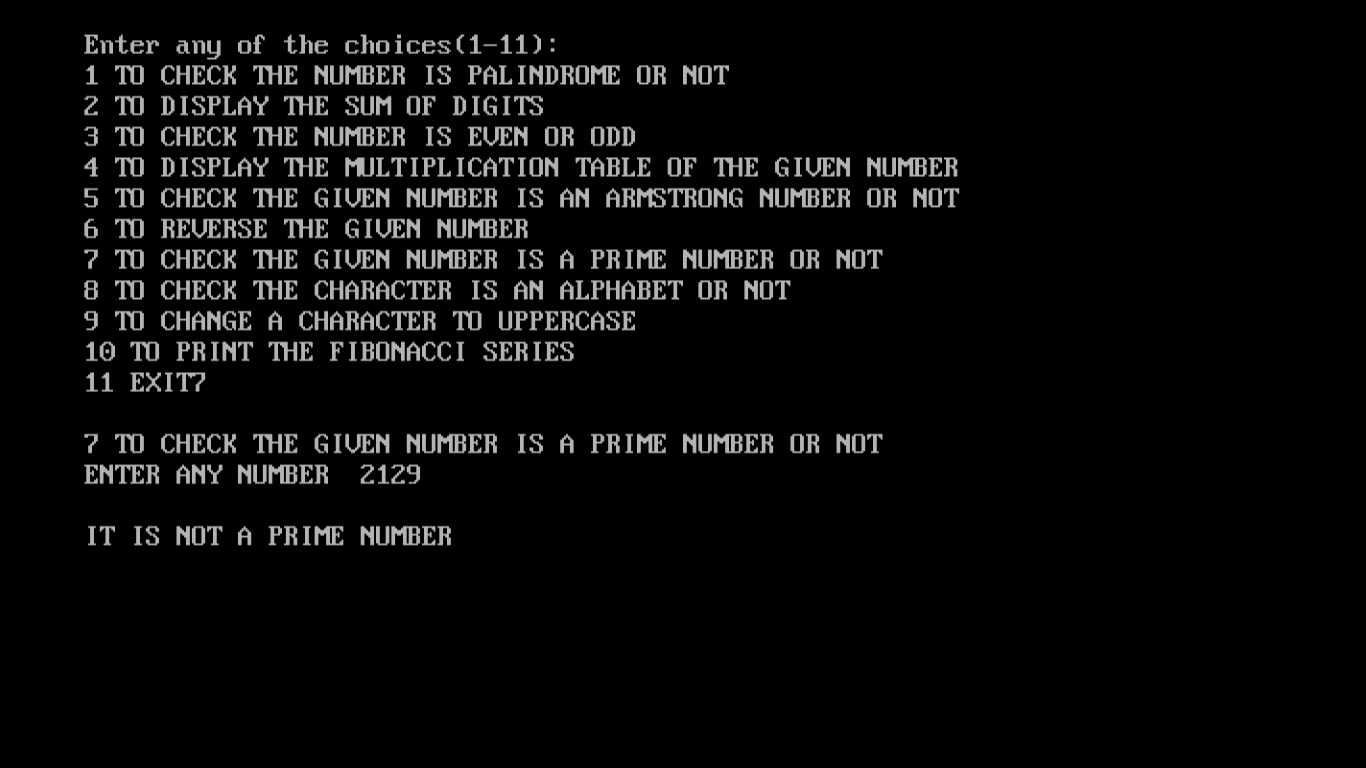 Enter any of the choices(1-11):
1 TO CHECK THE NUMBER IS PALINDROME OR NOT
2 TO DISPLAY THE SUM OF DIGITS
3 TO CHECK THE NUMBER IS EVEN OR ODD
4 TO DISPLAY THE MULTIPLICATION TABLE OF THE GIVEN NUMBER
5 TO CHECK THE GIVEN NUMBER IS AN ARMSTRONG NUMBER OR NOT
6 TO REVERSE THE GIVEN NUMBER
7 TO CHECK THE GIVEN NUMBER IS A PRIME NUMBER OR NOT
8 TO CHECK THE CHARACTER IS AN ALPHABET OR NOT
9 TO CHANGE A CHARACTER TO UPPERCASE
10 TO PRINT THE FIBONACCI SERIES
11 EXIT7
7 TO CHECK THE GIVEN NUMBER IS A PRIME NUMBER OR NOT
ENTER ANY NUMBER  2129
IT IS NOT A PRIME NUMBER